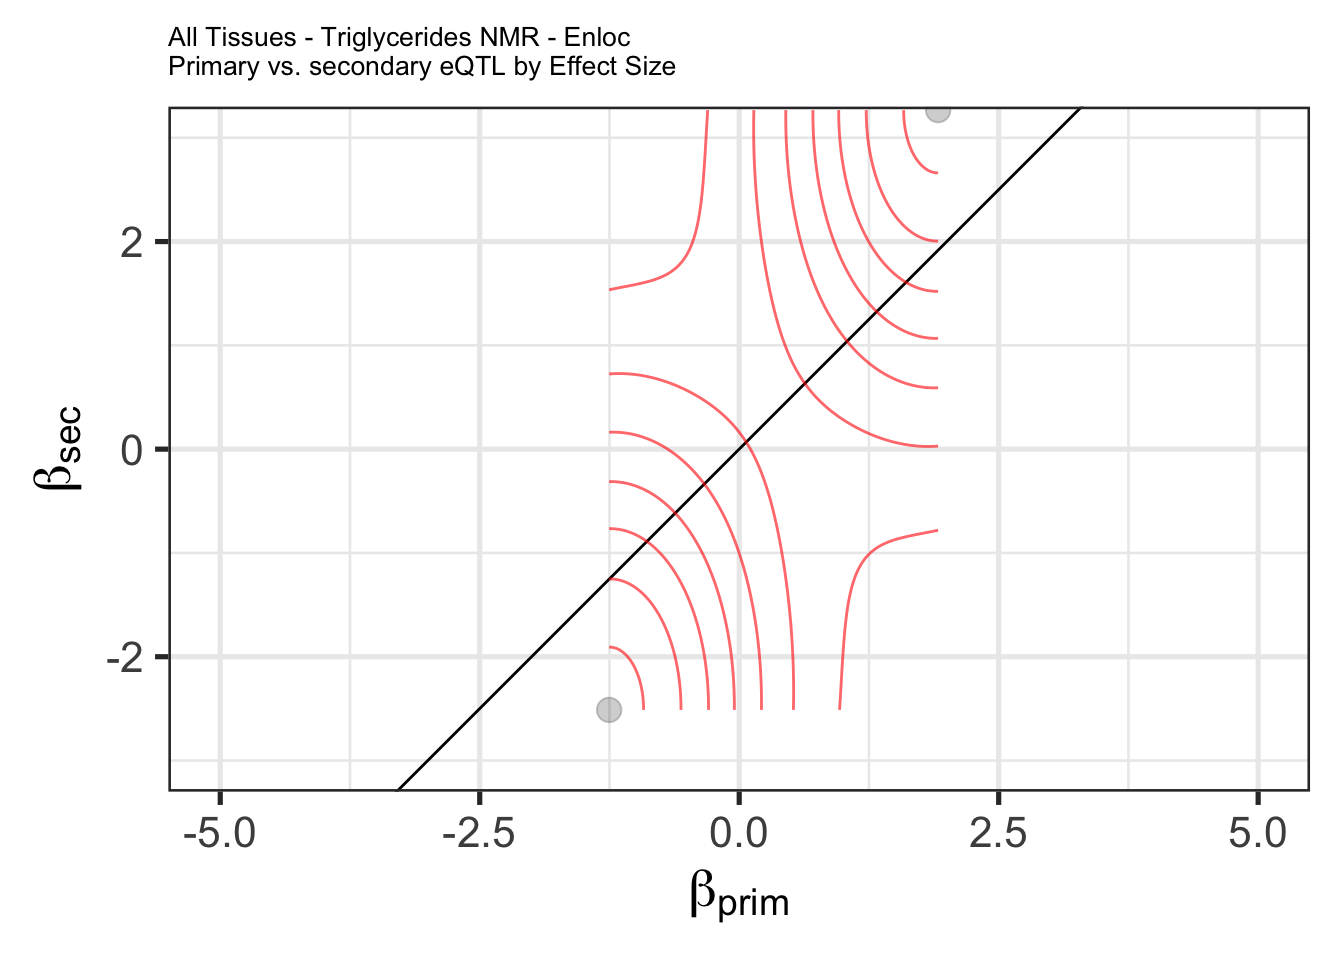 All Tissues - Triglycerides NMR - Enloc
Primary vs. secondary eQTL by Effect Size
2
0
-2
βsec
-5.0 -2.5 0.0 2.5 5.0
βprim